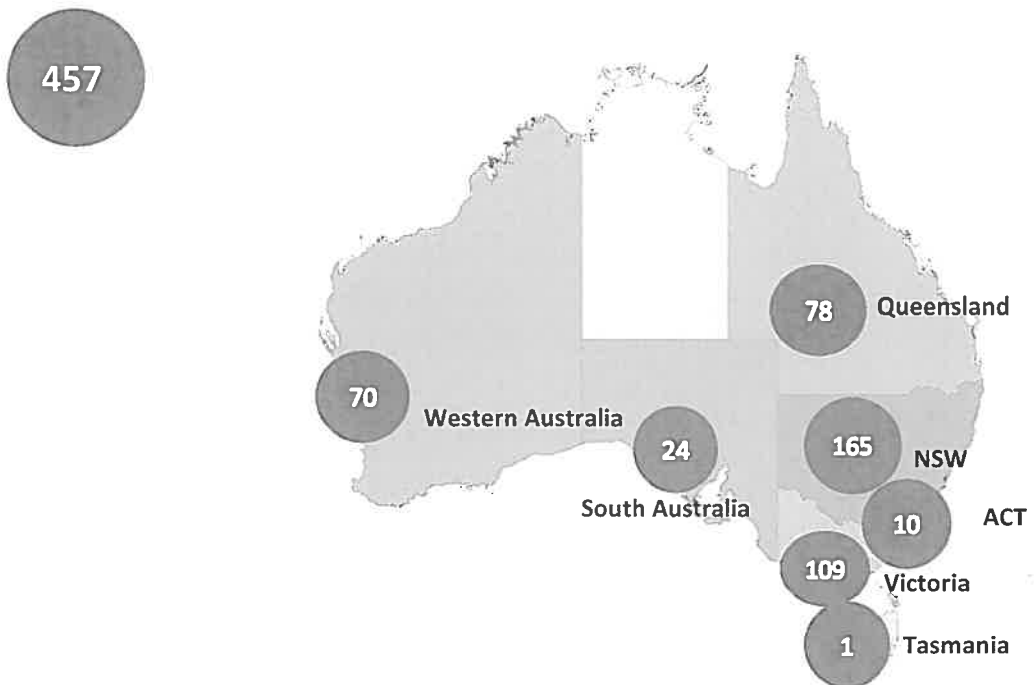 457
78
Queensland
70
Western Australia
24
South Australia
165
NSW
10
ACT
109
Victoria
1
Tasmania